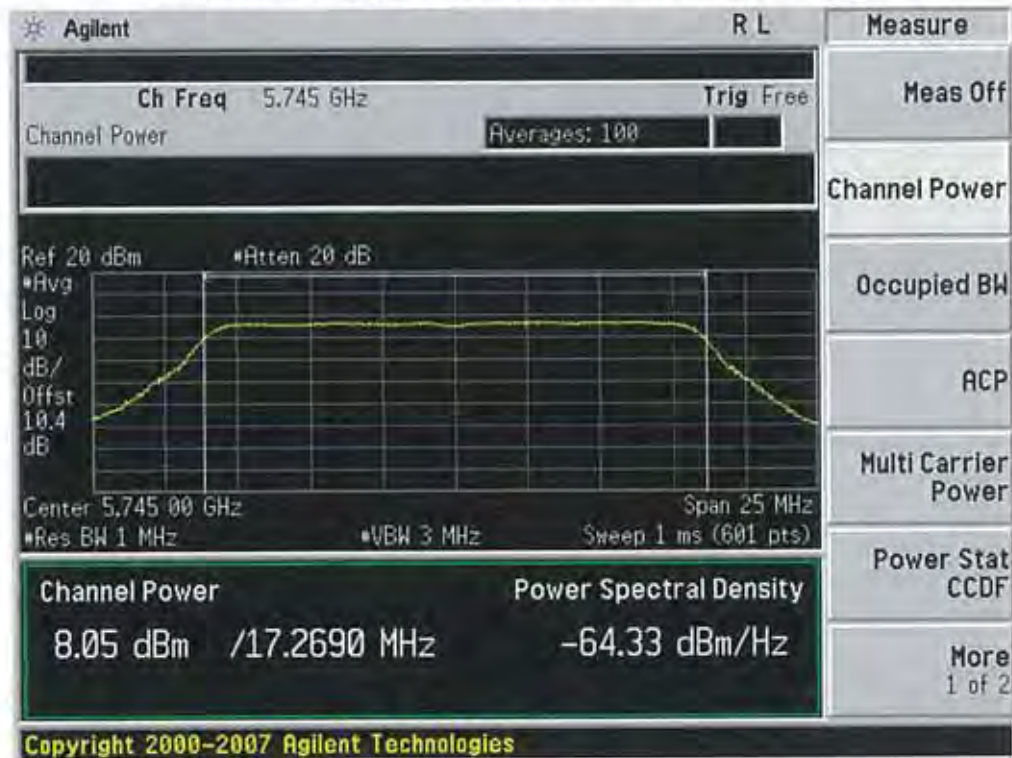 Agilent
R L
Measure
Ch Freq 5.745 GHz
Trig Free
Channel Power
Averages: 100
Meas Off
Channel Power
Occupied BW
ACP
Multi Carrier
Power
Power Stat
CCDF
More
1 of 2
Ref 20 dBm
*Atten 20 dB
*Avg
Log
10
dB/
Offst
10.4
dB
Center 5.745 00 GHz
Span 25 MHz
*Res BW 1 MHz
*VBW 3 MHz
Sweep 1 ms (601 pts)
Channel Power
Power Spectral Density
8.05 dBm /17.2690 MHz
-64.33 dBm/Hz
Copyright 2000-2007 Agilent Technologies